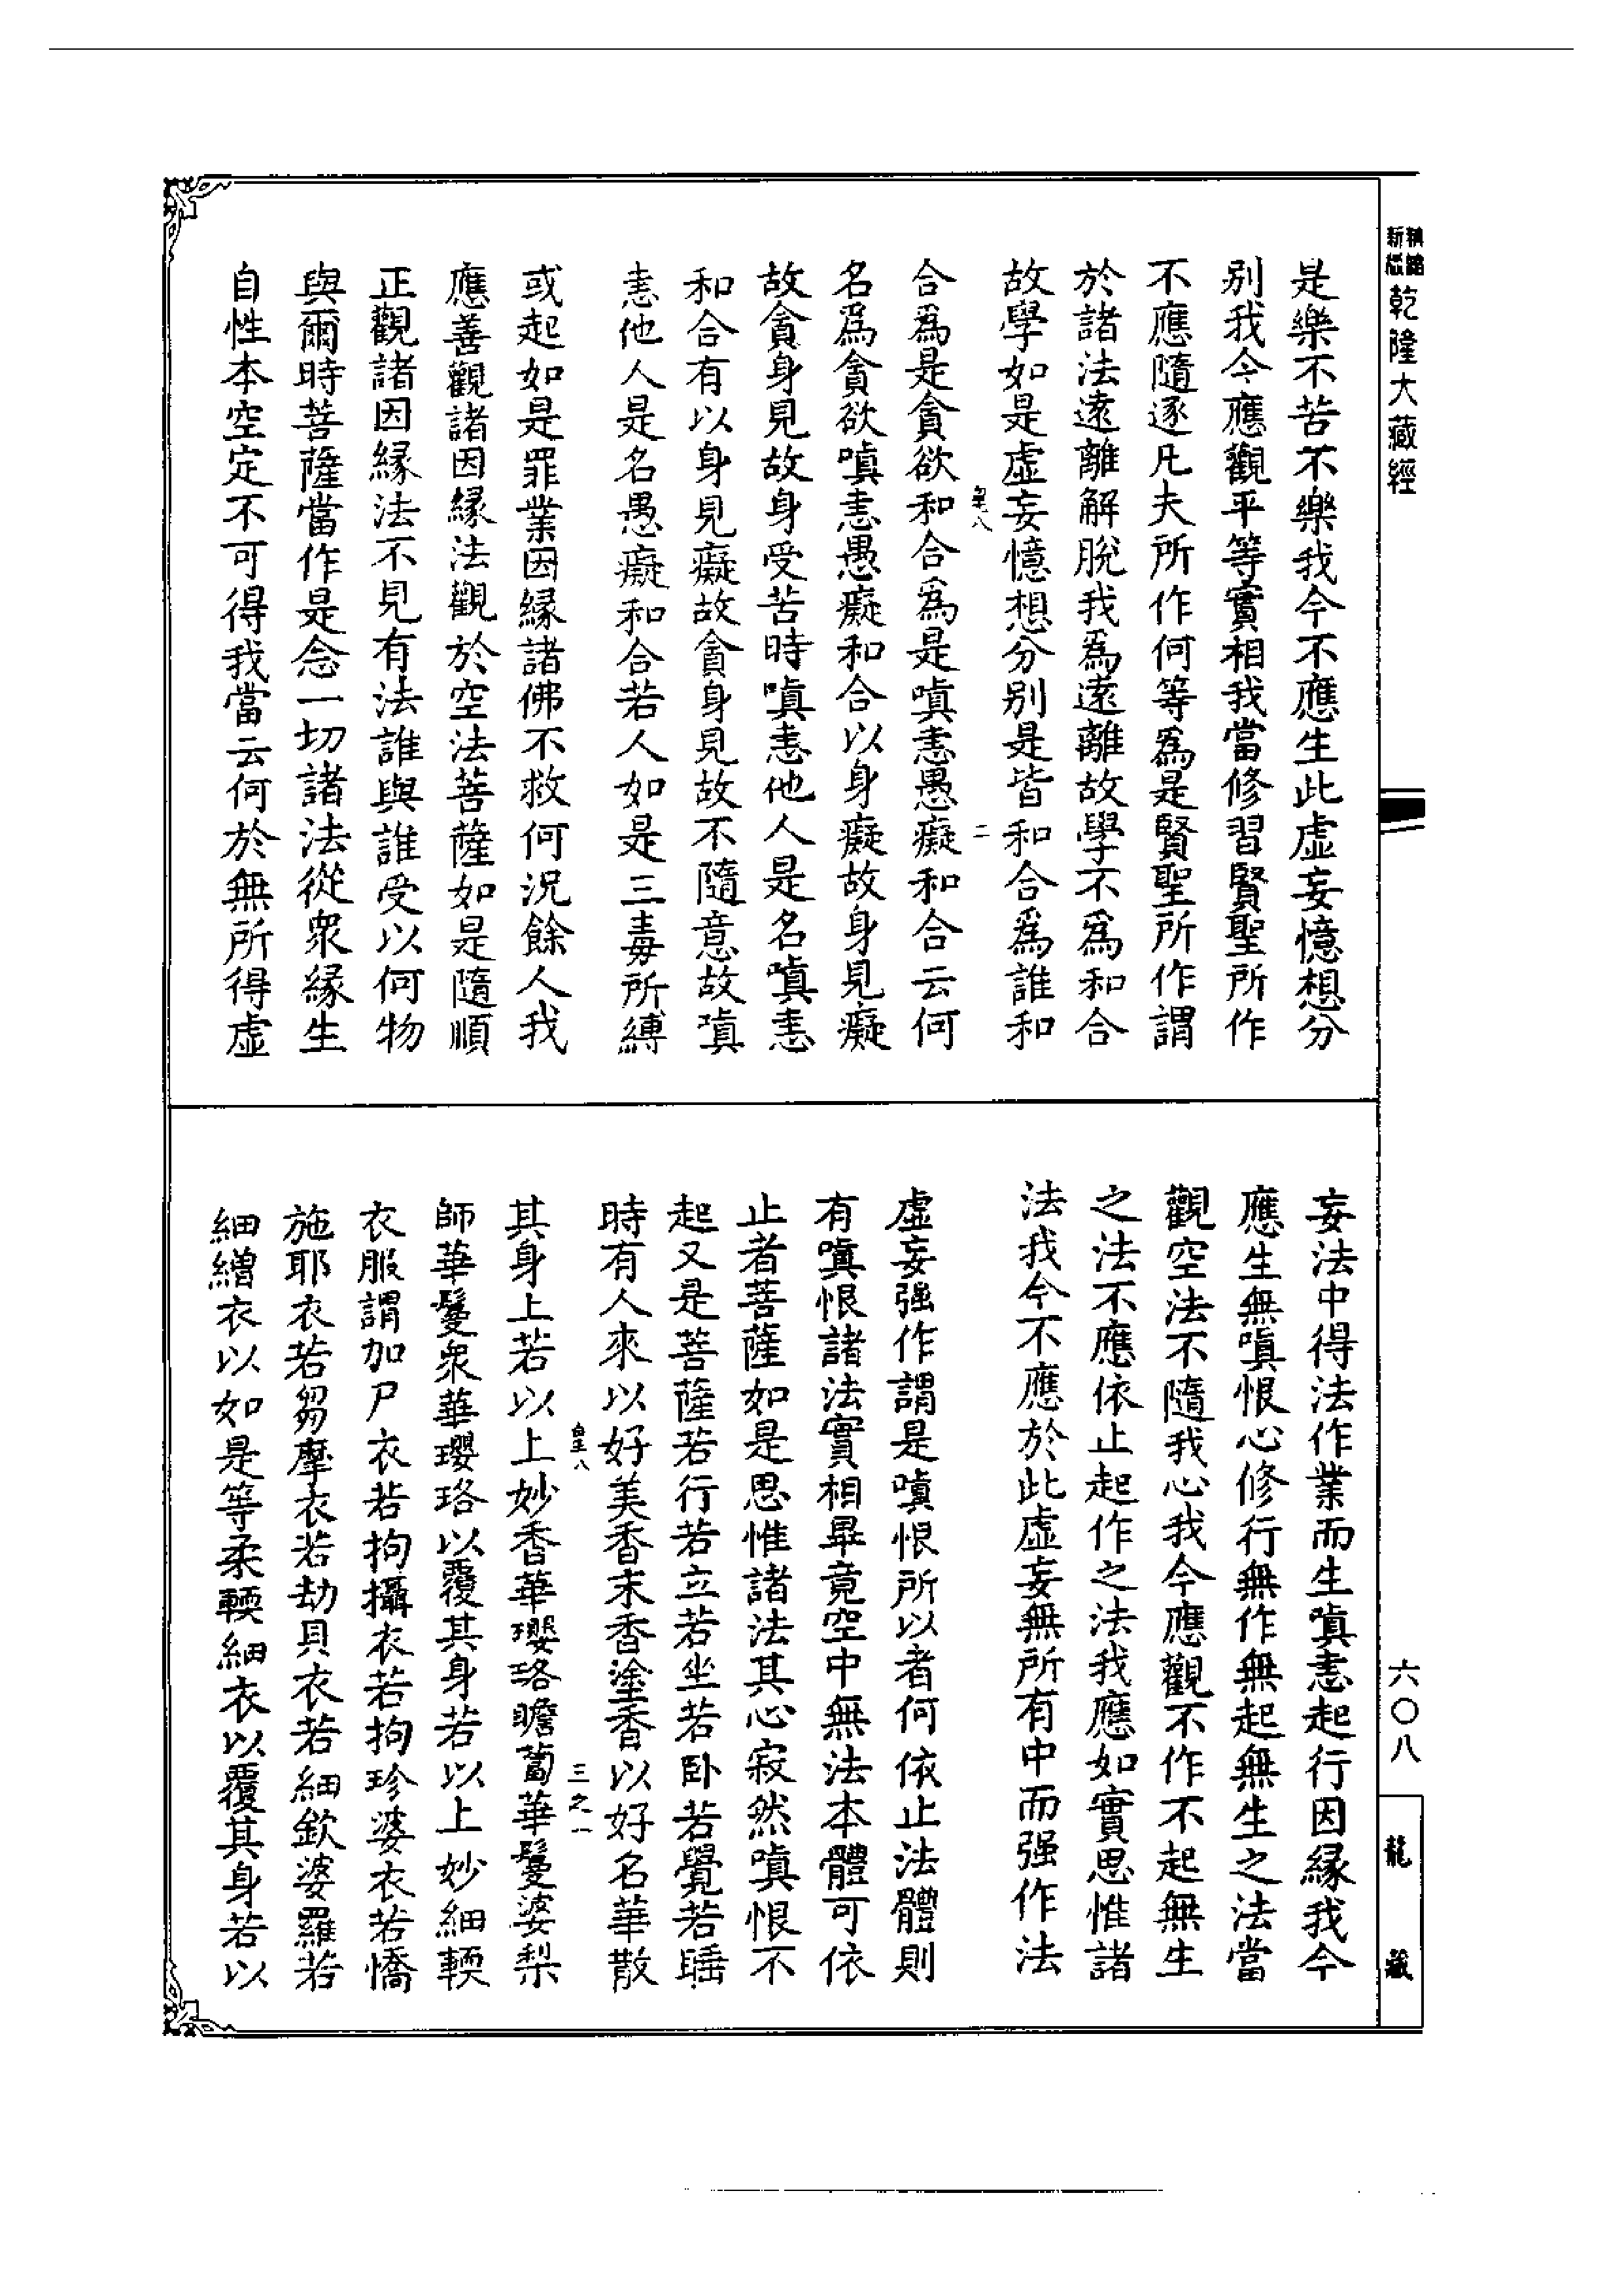 新編縮版
乾隆大藏經
六〇八
龍藏
是樂不苦不樂我今不應生此虛妄憶想分
別我今應觀平等實相我當修習賢聖所作
不應隨逐凡夫所作何等為是賢聖所作謂
於諸法遠離解脫我為遠離故學不為和合
故學如是虛妄憶想分別是皆和合為誰和
合為是貪欲和合為是嗔恚愚癡和合云何
二
名為貪欲嗔恚愚癡和合以身癡故身見癡
故貪身見故身受苦時嗔恚他人是名嗔恚
和合有以身見癡故貪身見故不隨意故嗔
恚他人是名愚癡和合若人如是三毒所縛
或起如是罪業因緣諸佛不救何況餘人我
應善觀諸因緣法觀於空法菩薩如是隨順
正觀諸因緣法不見有法誰與誰受以何物
與爾時菩薩當作是念一切諸法從眾緣生
自性本空定不可得我當云何於無所得虛
妄法中得法作業而生嗔恚起行因緣我今
應生無嗔恨心修行無作無起無生之法當
觀空法不隨我心我今應觀不作不起無生
之法不應依止起作之法我應如實思惟諸
法我今不應於此虛妄無所有中而强作法
虛妄强作謂是嗔恨所以者何依止法體則
有嗔恨諸法實相畢竟空中無法本體可依
止者菩薩如是思惟諸法其心寂然嗔恨不
起又是菩薩若行若立若坐若卧若覺若睡
時有人來以好美香末香塗香以好名華散
三之一
其身上若以上妙香華瓔珞瞻蔔華鬘婆梨
師華鬘眾華瓔珞以覆其身若以上妙細輭
衣服謂加尸衣若拘攝衣若拘珍婆衣若憍
施耶衣若芻摩衣若劫貝衣若細欽婆羅若
細繒衣以如是等柔輭細衣以覆其身若以